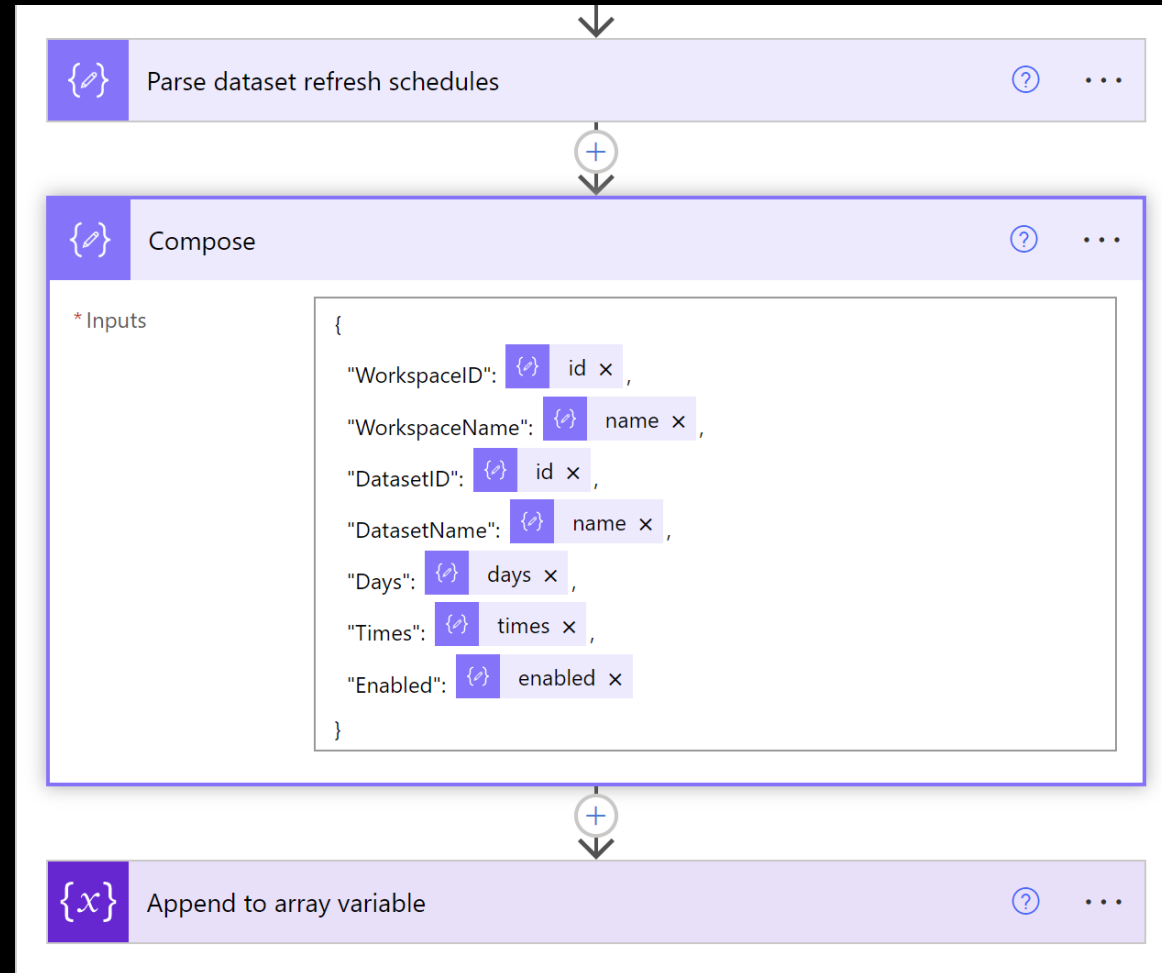 Parse dataset refresh schedules ? ...
Compose ? ...
* Inputs
{
"WorkspaceID": {} id × ,
"WorkspaceName": {} name × ,
"DatasetID": {} id × ,
"DatasetName": {} name × ,
"Days": {} days × ,
"Times": {} times × ,
"Enabled": {} enabled ×
}
{x} Append to array variable ? ...